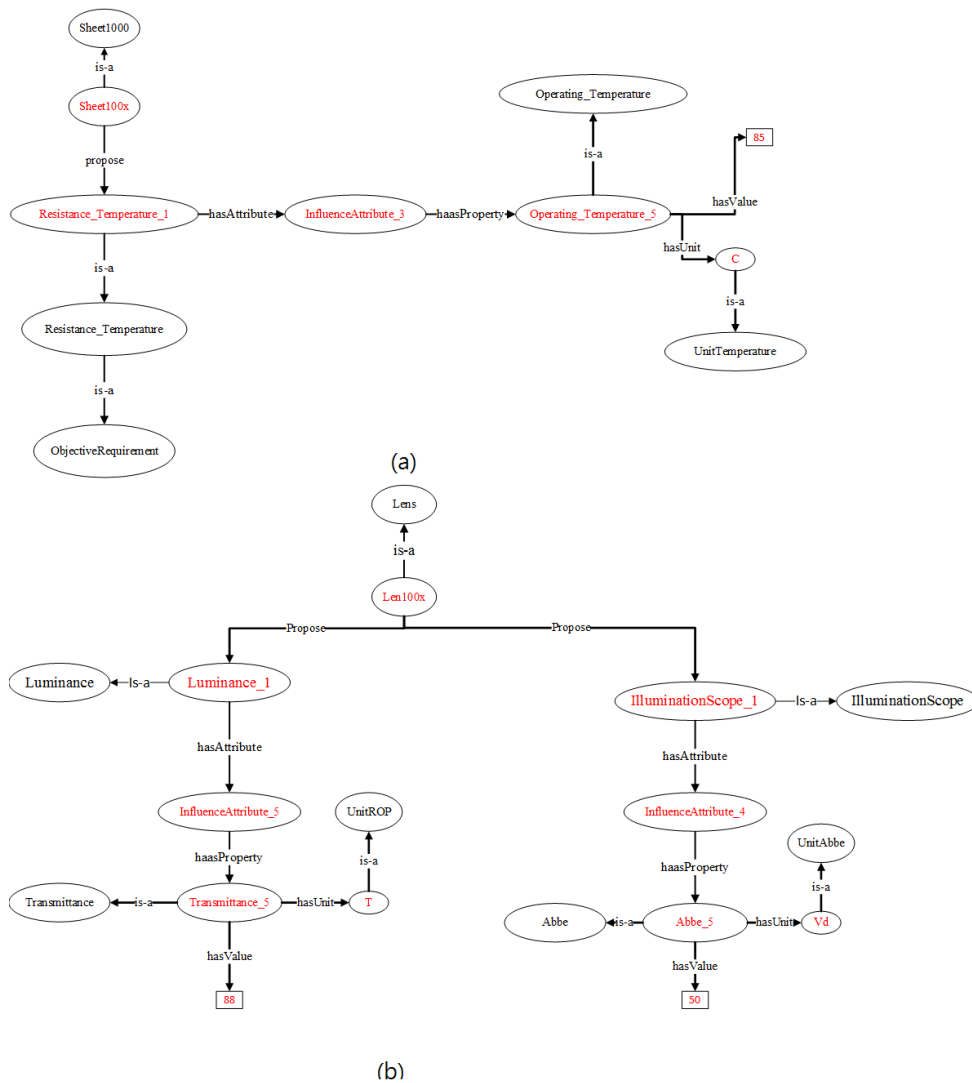 Sheet1000
is-a
Sheet100x
propose
Operating_Temperature
85
is-a
hasValue
Resistance_Temperature_1
hasAttribute
InfluenceAttribute_3
haasProperty
Operating_Temperature_5
hasUnit
C
is-a
is-a
Resistance_Temperature
UnitTemperature
is-a
ObjectiveRequirement
(a)
Lens
is-a
Len100x
Propose
Propose
Luminance
Is-a
Luminance_1
IlluminationScope_1
Is-a
IlluminationScope
hasAttribute
hasAttribute
InfluenceAttribute_5
UnitROP
InfluenceAttribute_4
haasProperty
is-a
haasProperty
UnitAbbe
is-a
Transmittance
is-a
Transmittance_5
hasUnit
T
Abbe
is-a
Abbe_5
hasUnit
Vd
hasValue
hasValue
88
50
(b)